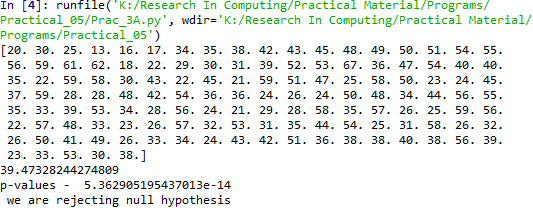 In [4]: runfile('K:/Research In Computing/Practical Material/Programs/
Practical_05/Prac_3A.py', wdir='K:/Research In Computing/Practical Material/
Programs/Practical_05')
[20. 30. 25. 13. 16. 17. 34. 35. 38. 42. 43. 45. 48. 49. 50. 51. 54. 55.
56. 59. 61. 62. 18. 22. 29. 30. 31. 39. 52. 53. 67. 36. 47. 54. 40. 40.
35. 22. 59. 58. 30. 43. 22. 45. 21. 59. 51. 47. 25. 58. 50. 23. 24. 45.
37. 59. 28. 28. 48. 42. 54. 36. 36. 24. 26. 24. 50. 48. 34. 44. 56. 55.
35. 33. 39. 53. 34. 28. 56. 24. 21. 29. 28. 58. 35. 57. 26. 25. 59. 56.
22. 57. 48. 33. 23. 26. 57. 32. 53. 31. 35. 44. 54. 25. 31. 58. 26. 32.
26. 50. 41. 49. 26. 33. 34. 24. 43. 42. 51. 36. 38. 38. 40. 38. 56. 39.
23. 33. 53. 30. 38.]
39.47328244274809
p-values -  5.362905195437013e-14
we are rejecting null hypothesis